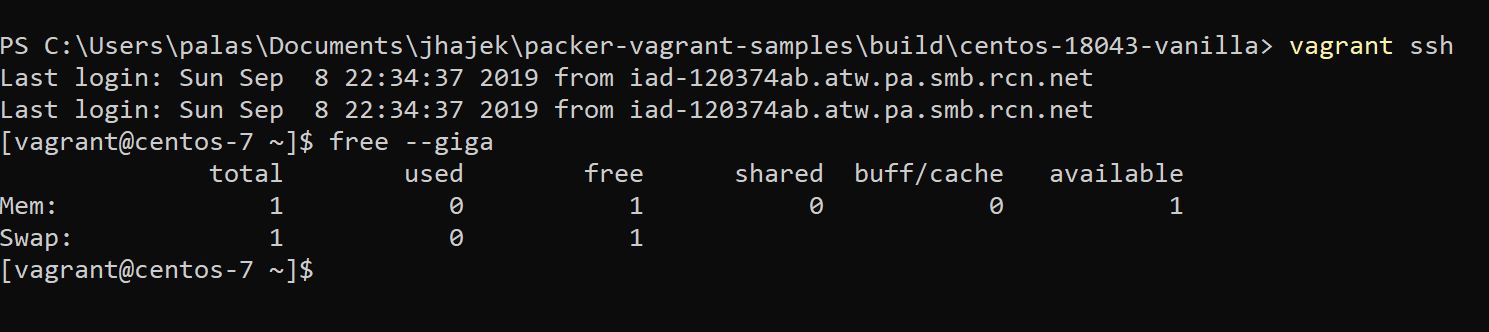 PS C:\Users\palas\Documents\jhajek\packer-vagrant-samples\build\centos-18043-vanilla> vagrant ssh
Last login: Sun Sep  8 22:34:37 2019 from iad-120374ab.atw.pa.smb.rcn.net
Last login: Sun Sep  8 22:34:37 2019 from iad-120374ab.atw.pa.smb.rcn.net
[vagrant@centos-7 ~]$ free --giga
              total        used        free      shared  buff/cache   available
Mem:              1           0           1           0           0           1
Swap:             1           0           1
[vagrant@centos-7 ~]$